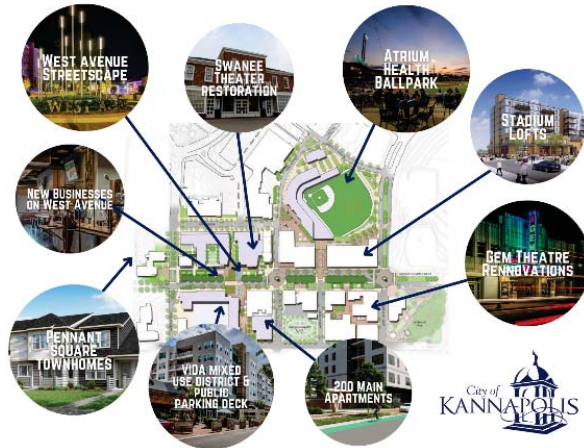 WEST AVENUE
STREETSCAPE
SWANEE
THEATER
RESTORATION
ATRIUM
HEALTH
BALLPARK
STADIUM
LOFTS
NEW BUSINESSES
ON WEST AVENUE
GEM THEATRE
RENNOVATIONS
PENNANT
SQUARE
TOWNHOMES
VIDA MIXED
USE DISTRICT &
PUBLIC
PARKING DECK
200 MAIN
APARTMENTS
City of
KANNAPOLIS